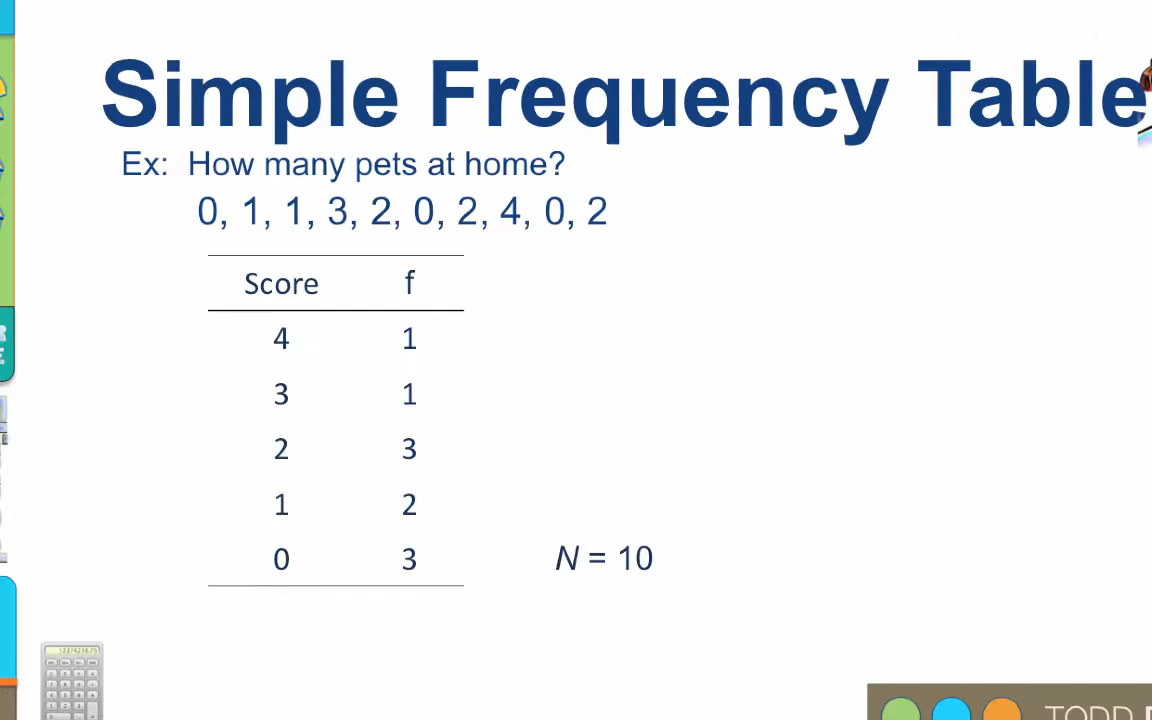 Simple Frequency Table
Ex: How many pets at home?
0, 1, 1, 3, 2, 0, 2, 4, 0, 2
Score f
4 1
3 1
2 3
1 2
0 3 N = 10
TODD